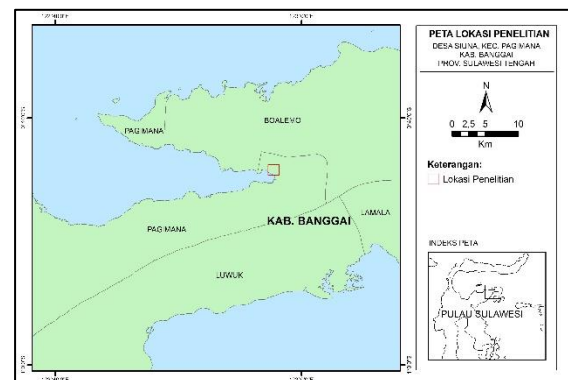 PETA LOKASI PENELITIAN
DESA SIUNA, KEC. PAGIMANA
KAB. BANGGAI
PROV. SULAWESI TENGAH
N
0 2,5 5 10
Km
Keterangan:
Lokasi Penelitian
INDEKS PETA
PULAU SULAWESI
BOALEMO
PAGIMANA
KAB. BANGGAI
LAMALA
PAGIMANA
LUWUK